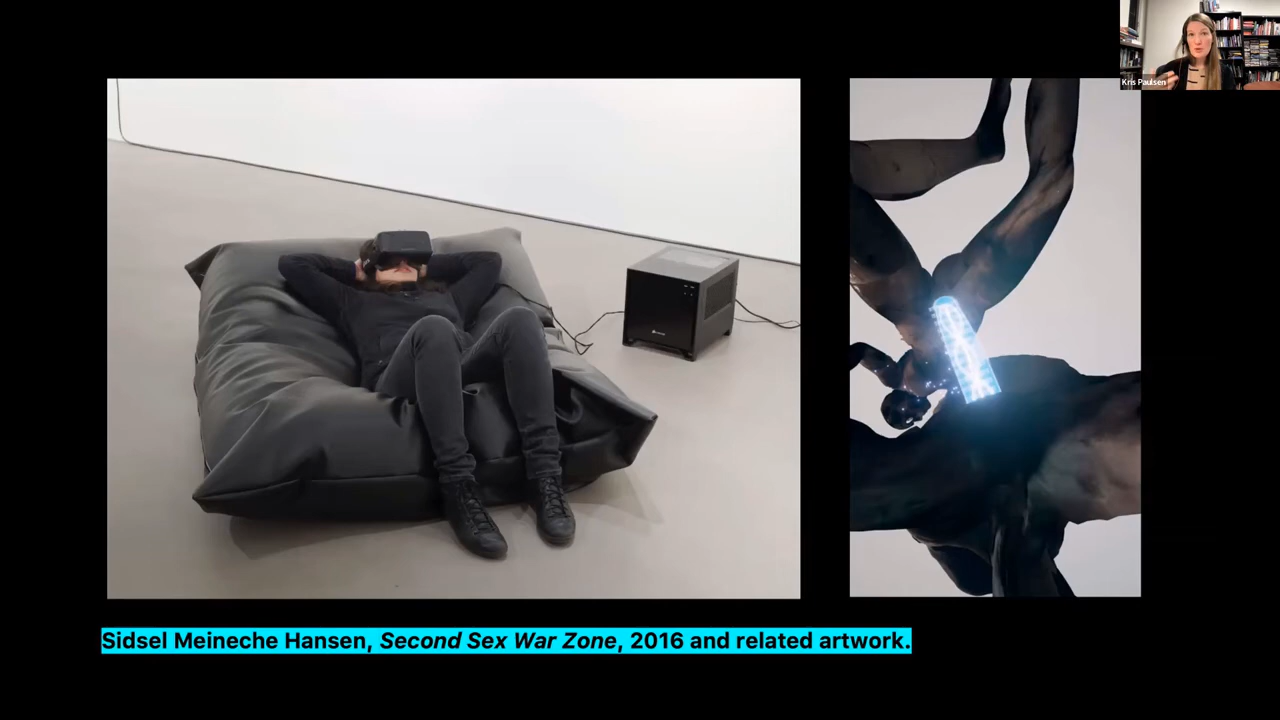 Kris Paulsen
Sidsel Meineche Hansen, Second Sex War Zone, 2016 and related artwork.